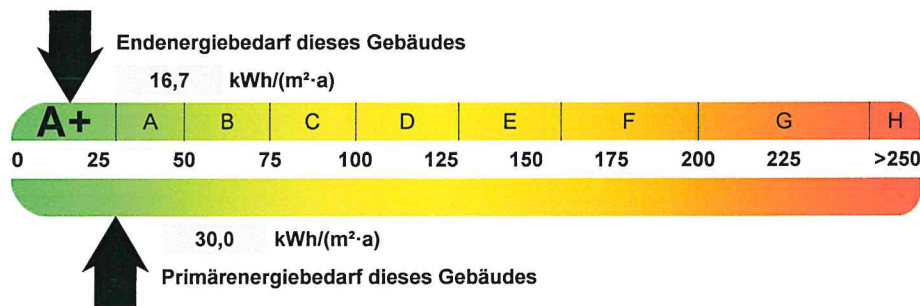 Endenergiebedarf dieses Gebäudes
16,7 kWh/(m²·a)
A+ A B C D E F G H
0 25 50 75 100 125 150 175 200 225 >250
30,0 kWh/(m²·a)
Primärenergiebedarf dieses Gebäudes